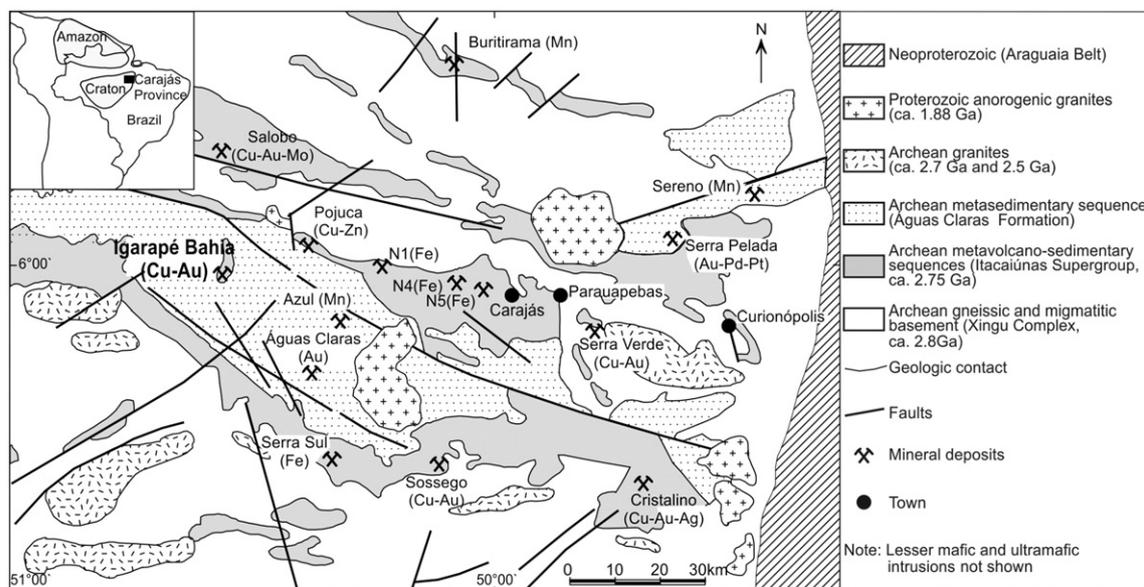 Amazon
Craton
Carajás
Province
Brazil
Buritirama (Mn)
N
Salobo
(Cu-Au-Mo)
Sereno (Mn)
Pojuca
(Cu-Zn)
Serra Pelada
(Au-Pd-Pt)
Igarapé Bahia
(Cu-Au)
6°00'
N1(Fe)
N4(Fe)
N5(Fe)
Carajás
Parauapebas
Curionópolis
Azul (Mn)
Águas Claras
(Au)
Serra Verde
(Cu-Au)
Serra Sul
(Fe)
Sossego
(Cu-Au)
Cristalino
(Cu-Au-Ag)
51°00'
50°00'
0 10 20 30km
Neoproterozoic (Araguaia Belt)
Proterozoic anorogenic granites
(ca. 1.88 Ga)
Archean granites
(ca. 2.7 Ga and 2.5 Ga)
Archean metasedimentary sequence
(Águas Claras Formation)
Archean metavolcano-sedimentary
sequences (Itacaiúnas Supergroup,
ca. 2.75 Ga)
Archean gneissic and migmatitic
basement (Xingu Complex,
ca. 2.8Ga)
Geologic contact
Faults
Mineral deposits
Town
Note: Lesser mafic and ultramafic
intrusions not shown